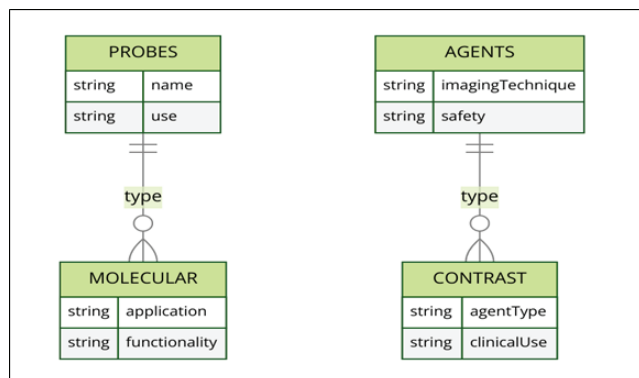 PROBES
string name
string use
type
MOLECULAR
string application
string functionality
AGENTS
string imagingTechnique
string safety
type
CONTRAST
string agentType
string clinicalUse